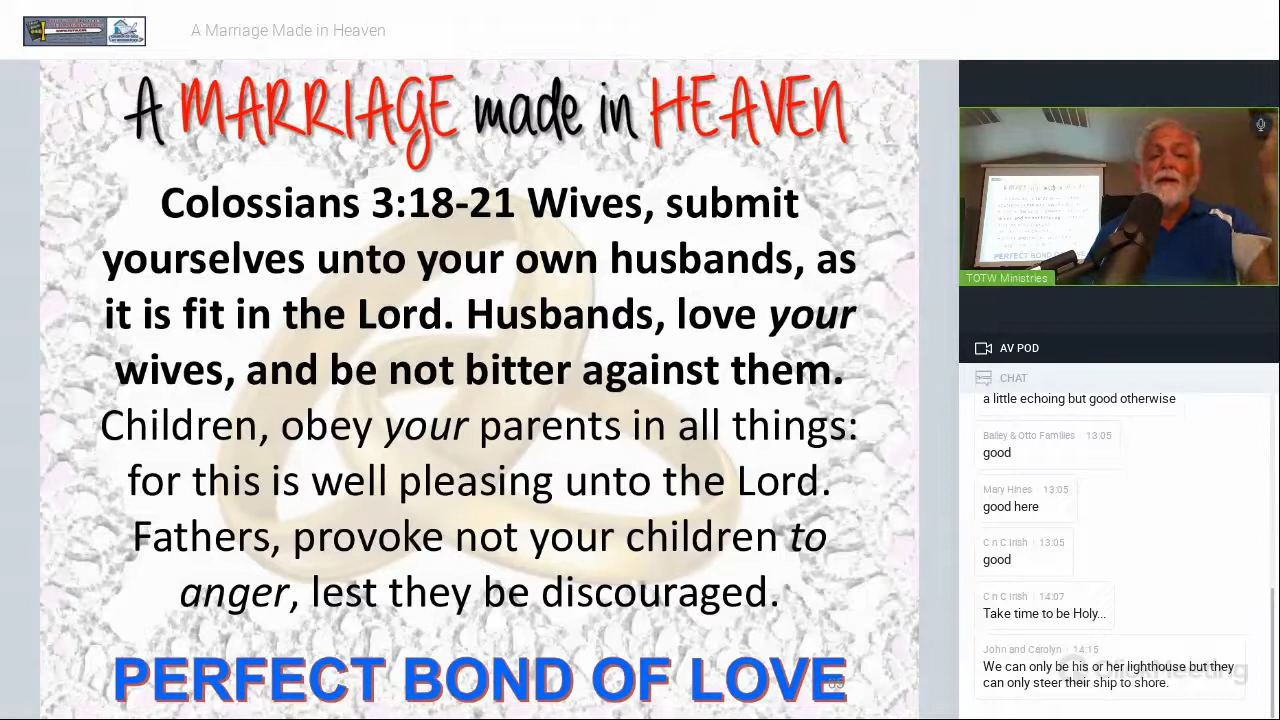 A Marriage Made in Heaven
A MARRIAGE made in HEAVEN
Colossians 3:18-21 Wives, submit
yourselves unto your own husbands, as
it is fit in the Lord. Husbands, love your
wives, and be not bitter against them.
Children, obey your parents in all things:
for this is well pleasing unto the Lord.
Fathers, provoke not your children to
anger, lest they be discouraged.
PERFECT BOND OF LOVE
TOTW Ministries
AV POD
CHAT
a little echoing but good otherwise
Bailey & Otto Families 13:05
good
Mary Hines 13:05
good here
C n C Irish 13:05
good
C n C Irish 14:07
Take time to be Holy...
John and Carolyn 14:15
We can only be his or her lighthouse but they
can only steer their ship to shore.